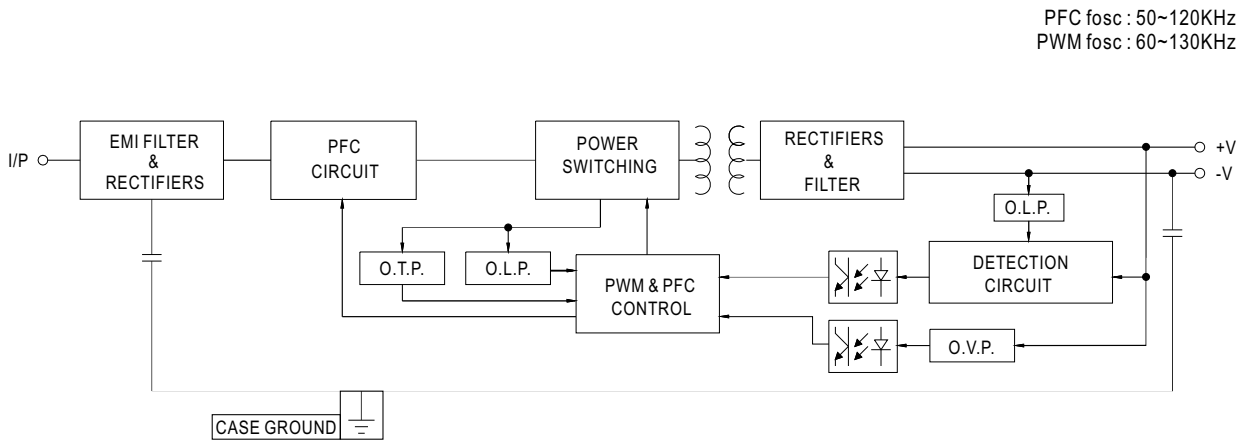 PFC fosc : 50~120KHz
PWM fosc : 60~130KHz
I/P
EMI FILTER
&
RECTIFIERS
PFC
CIRCUIT
POWER
SWITCHING
RECTIFIERS
&
FILTER
+V
-V
O.L.P.
O.T.P.
O.L.P.
PWM & PFC
CONTROL
DETECTION
CIRCUIT
O.V.P.
CASE GROUND